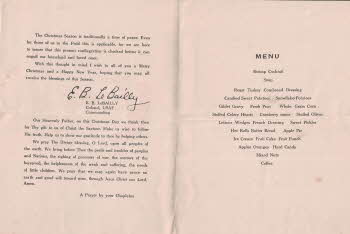 The Christmas Season is traditionally a time of peace. Even
for those of us in the Field this is applicable, for we are here
to insure that this present conflagration is checked before it can
engulf our homeland and loved ones.
With this thought in mind I wish to all of you a Merry
Christmas and a Happy New Year, hoping that you may all
receive the blessings of this Season.
E. B. LeBailly
E. B. LeBAILLY
Colonel, USAF
Commanding
Our Heavenly Father, on this Christmas Day we thank thee
for Thy gift to us of Christ the Saviour. Make us wise to follow
His truth. Help us to show our gratitude to thee by helping others.
We pray Thy Divine blessing, O Lord, upon all peoples of
the earth. We bring before Thee the perils and troubles of peoples
and Nations, the sighing of prisoners of war, the sorrows of the
bereaved, the helplessness of the weak and suffering, the needs
of little children. We pray that we may again have peace on
earth and good will toward men, through Jesus Christ our Lord.
Amen.
A Prayer by your Chaplains
MENU
Shrimp Cocktail
Soup
Roast Turkey Cornbread Dressing
Candied Sweet Potatoes Snowflake Potatoes
Giblet Gravy Fresh Peas Whole Grain Corn
Stuffed Celery Hearts Cranberry sauce Stuffed Olives
Lettuce Wedges French Dressing Sweet Pickles
Hot Rolls Butter Bread Apple Pie
Ice Cream Fruit Cake Fruit Punch
Apples Oranges Hard Candy
Mixed Nuts
Coffee